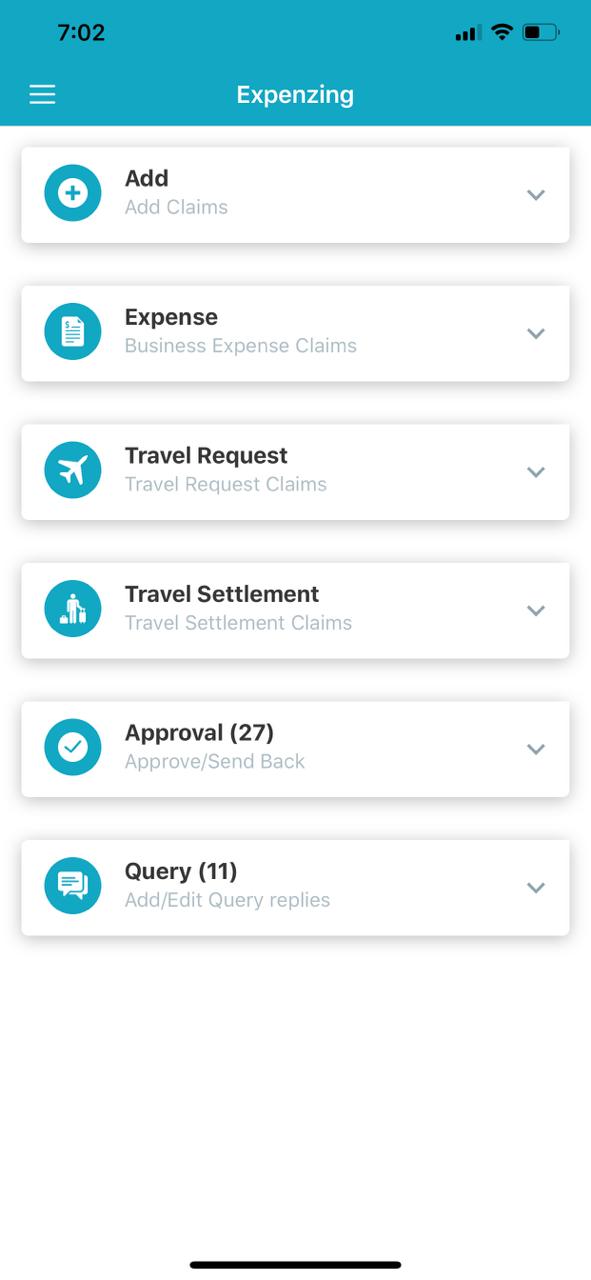 7:02
Expenzing
Add
Add Claims
Expense
Business Expense Claims
Travel Request
Travel Request Claims
Travel Settlement
Travel Settlement Claims
Approval (27)
Approve/Send Back
Query (11)
Add/Edit Query replies